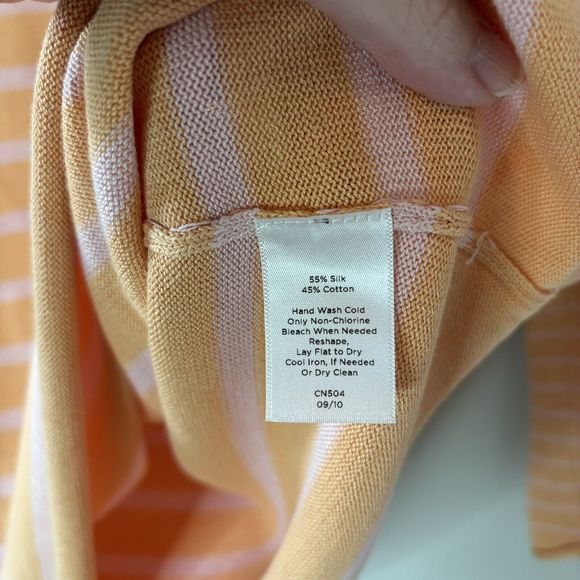 55% Silk
45% Cotton
Hand Wash Cold
Only Non-Chlorine
Bleach When Needed
Reshape,
Lay Flat to Dry
Cool Iron, If Needed
Or Dry Clean
CN504
09/10